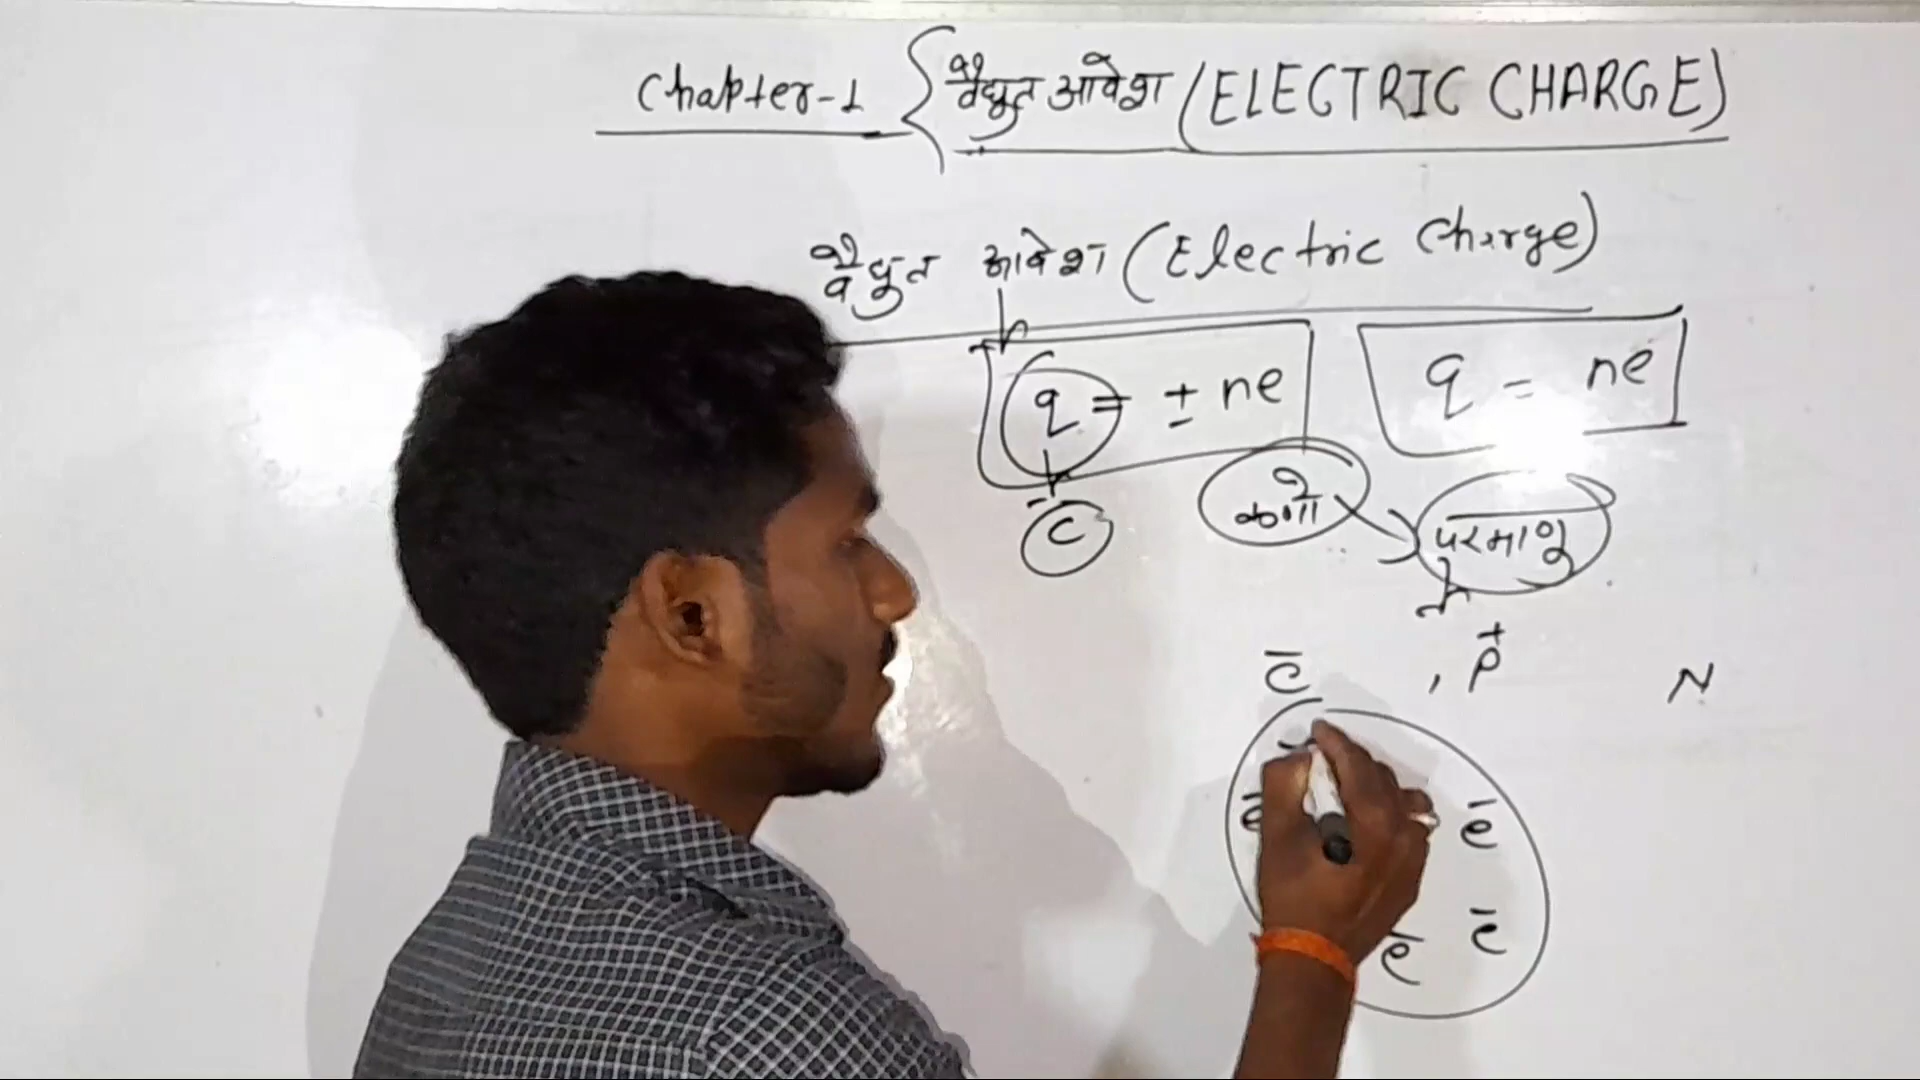 Chapter-1 { वैद्युत आवेश (ELECTRIC CHARGE)
वैद्युत आवेश (Electric Charge)
q = ± ne
q = ne
C
कणो
परमाणु
e⁻ , p⁺ N
e⁻ e⁻
e⁻ e⁻